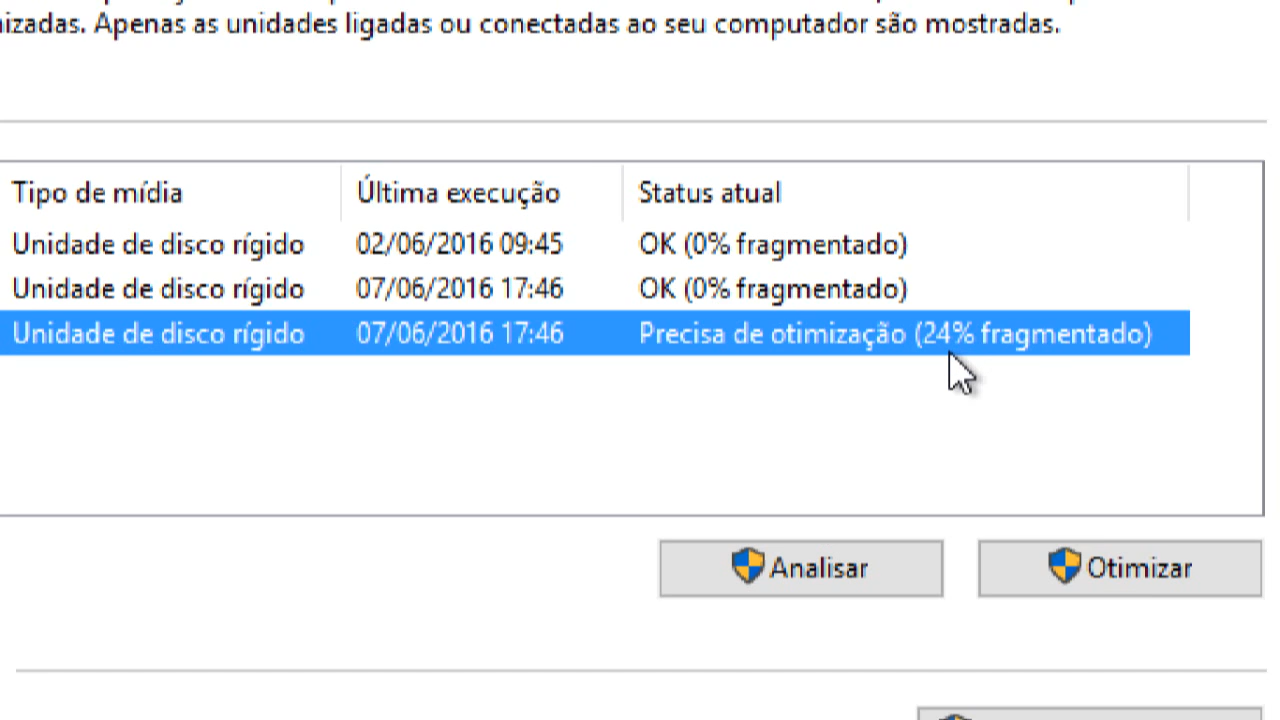 Apenas as unidades ligadas ou conectadas ao seu computador são mostradas.
Tipo de mídia Última execução Status atual
Unidade de disco rígido 02/06/2016 09:45 OK (0% fragmentado)
Unidade de disco rígido 07/06/2016 17:46 OK (0% fragmentado)
Unidade de disco rígido 07/06/2016 17:46 Precisa de otimização (24% fragmentado)
Analisar Otimizar